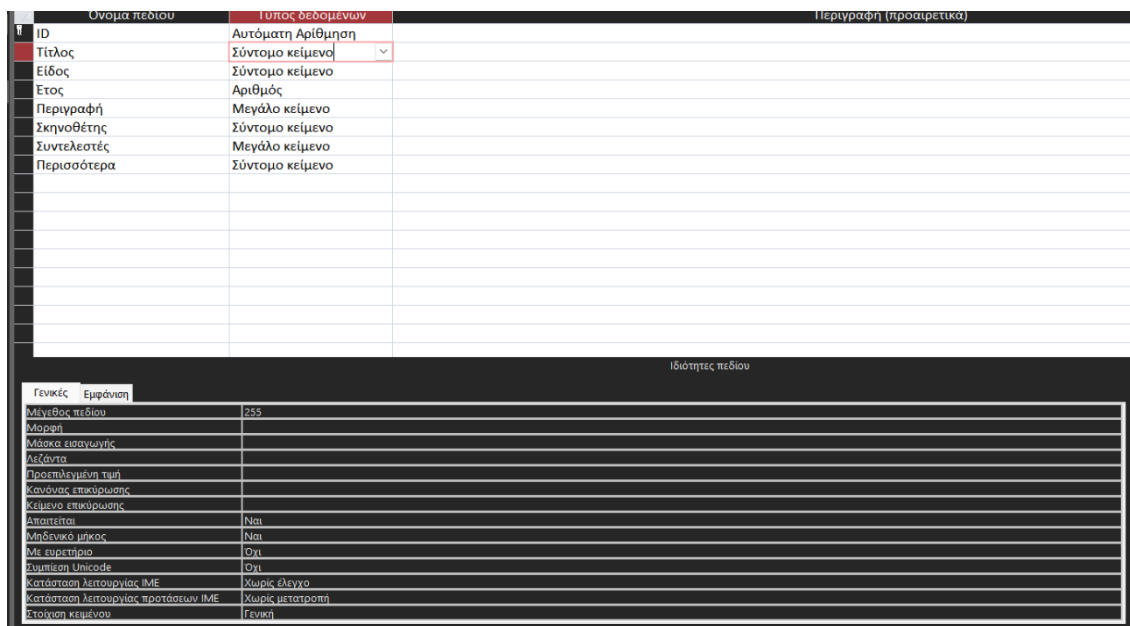 Όνομα πεδίου Τύπος δεδομένων Περιγραφή (προαιρετικά)
ID Αυτόματη Αρίθμηση
Τίτλος Σύντομο κείμενο
Είδος Σύντομο κείμενο
Έτος Αριθμός
Περιγραφή Μεγάλο κείμενο
Σκηνοθέτης Σύντομο κείμενο
Συντελεστές Μεγάλο κείμενο
Περισσότερα Σύντομο κείμενο
Ιδιότητες πεδίου
Γενικές Εμφάνιση
Μέγεθος πεδίου 255
Μορφή
Μάσκα εισαγωγής
Λεζάντα
Προεπιλεγμένη τιμή
Κανόνας επικύρωσης
Κείμενο επικύρωσης
Απαιτείται Ναι
Μηδενικό μήκος Ναι
Με ευρετήριο Όχι
Συμπίεση Unicode Όχι
Κατάσταση λειτουργίας IME Χωρίς έλεγχο
Κατάσταση λειτουργίας προτάσεων IME Χωρίς μετατροπή
Στοίχιση κειμένου Γενική